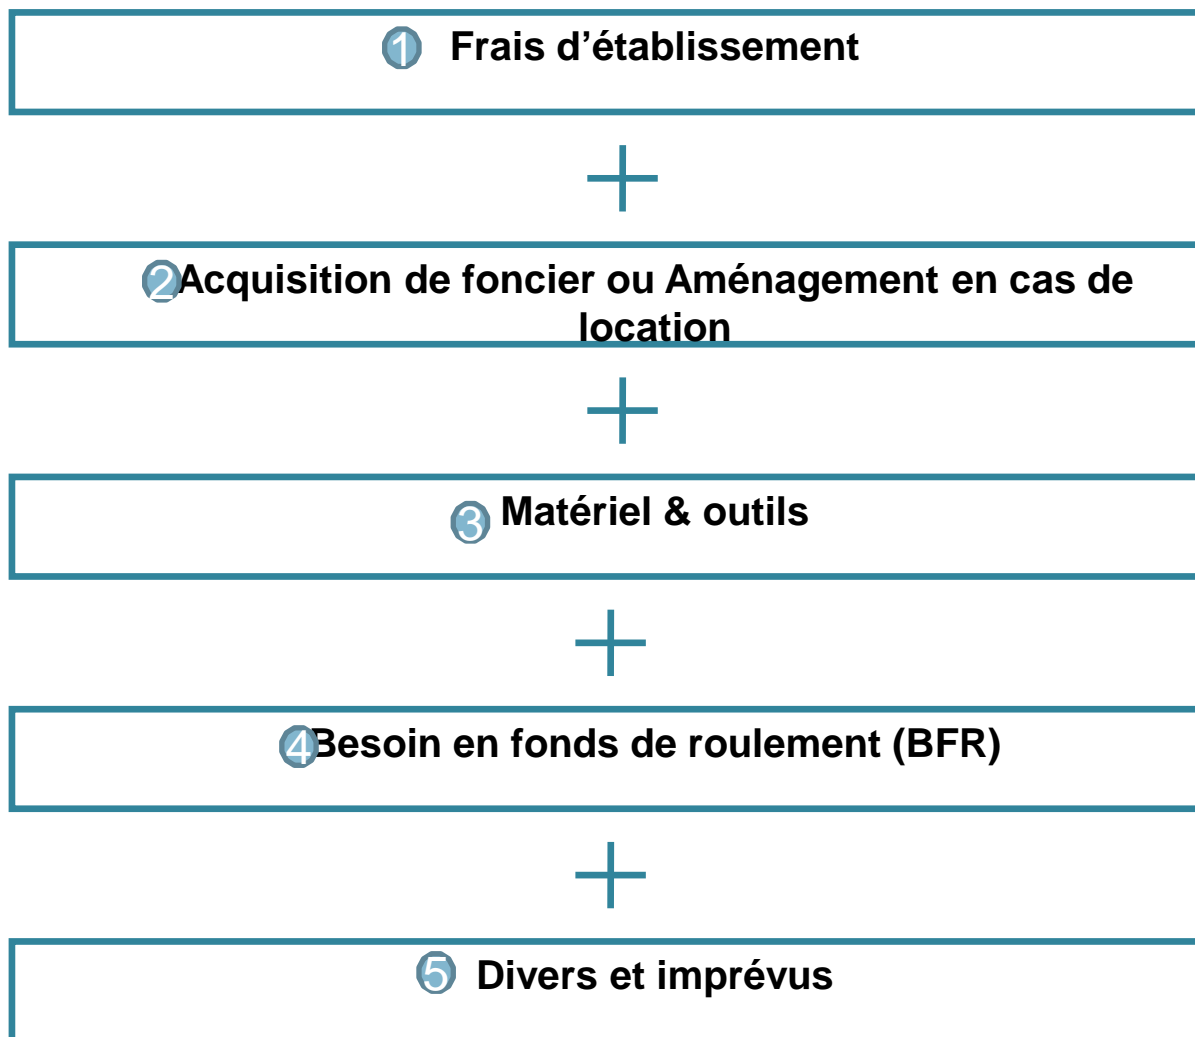 1 Frais d’établissement
2 Acquisition de foncier ou Aménagement en cas de
location
3 Matériel & outils
4 Besoin en fonds de roulement (BFR)
5 Divers et imprévus